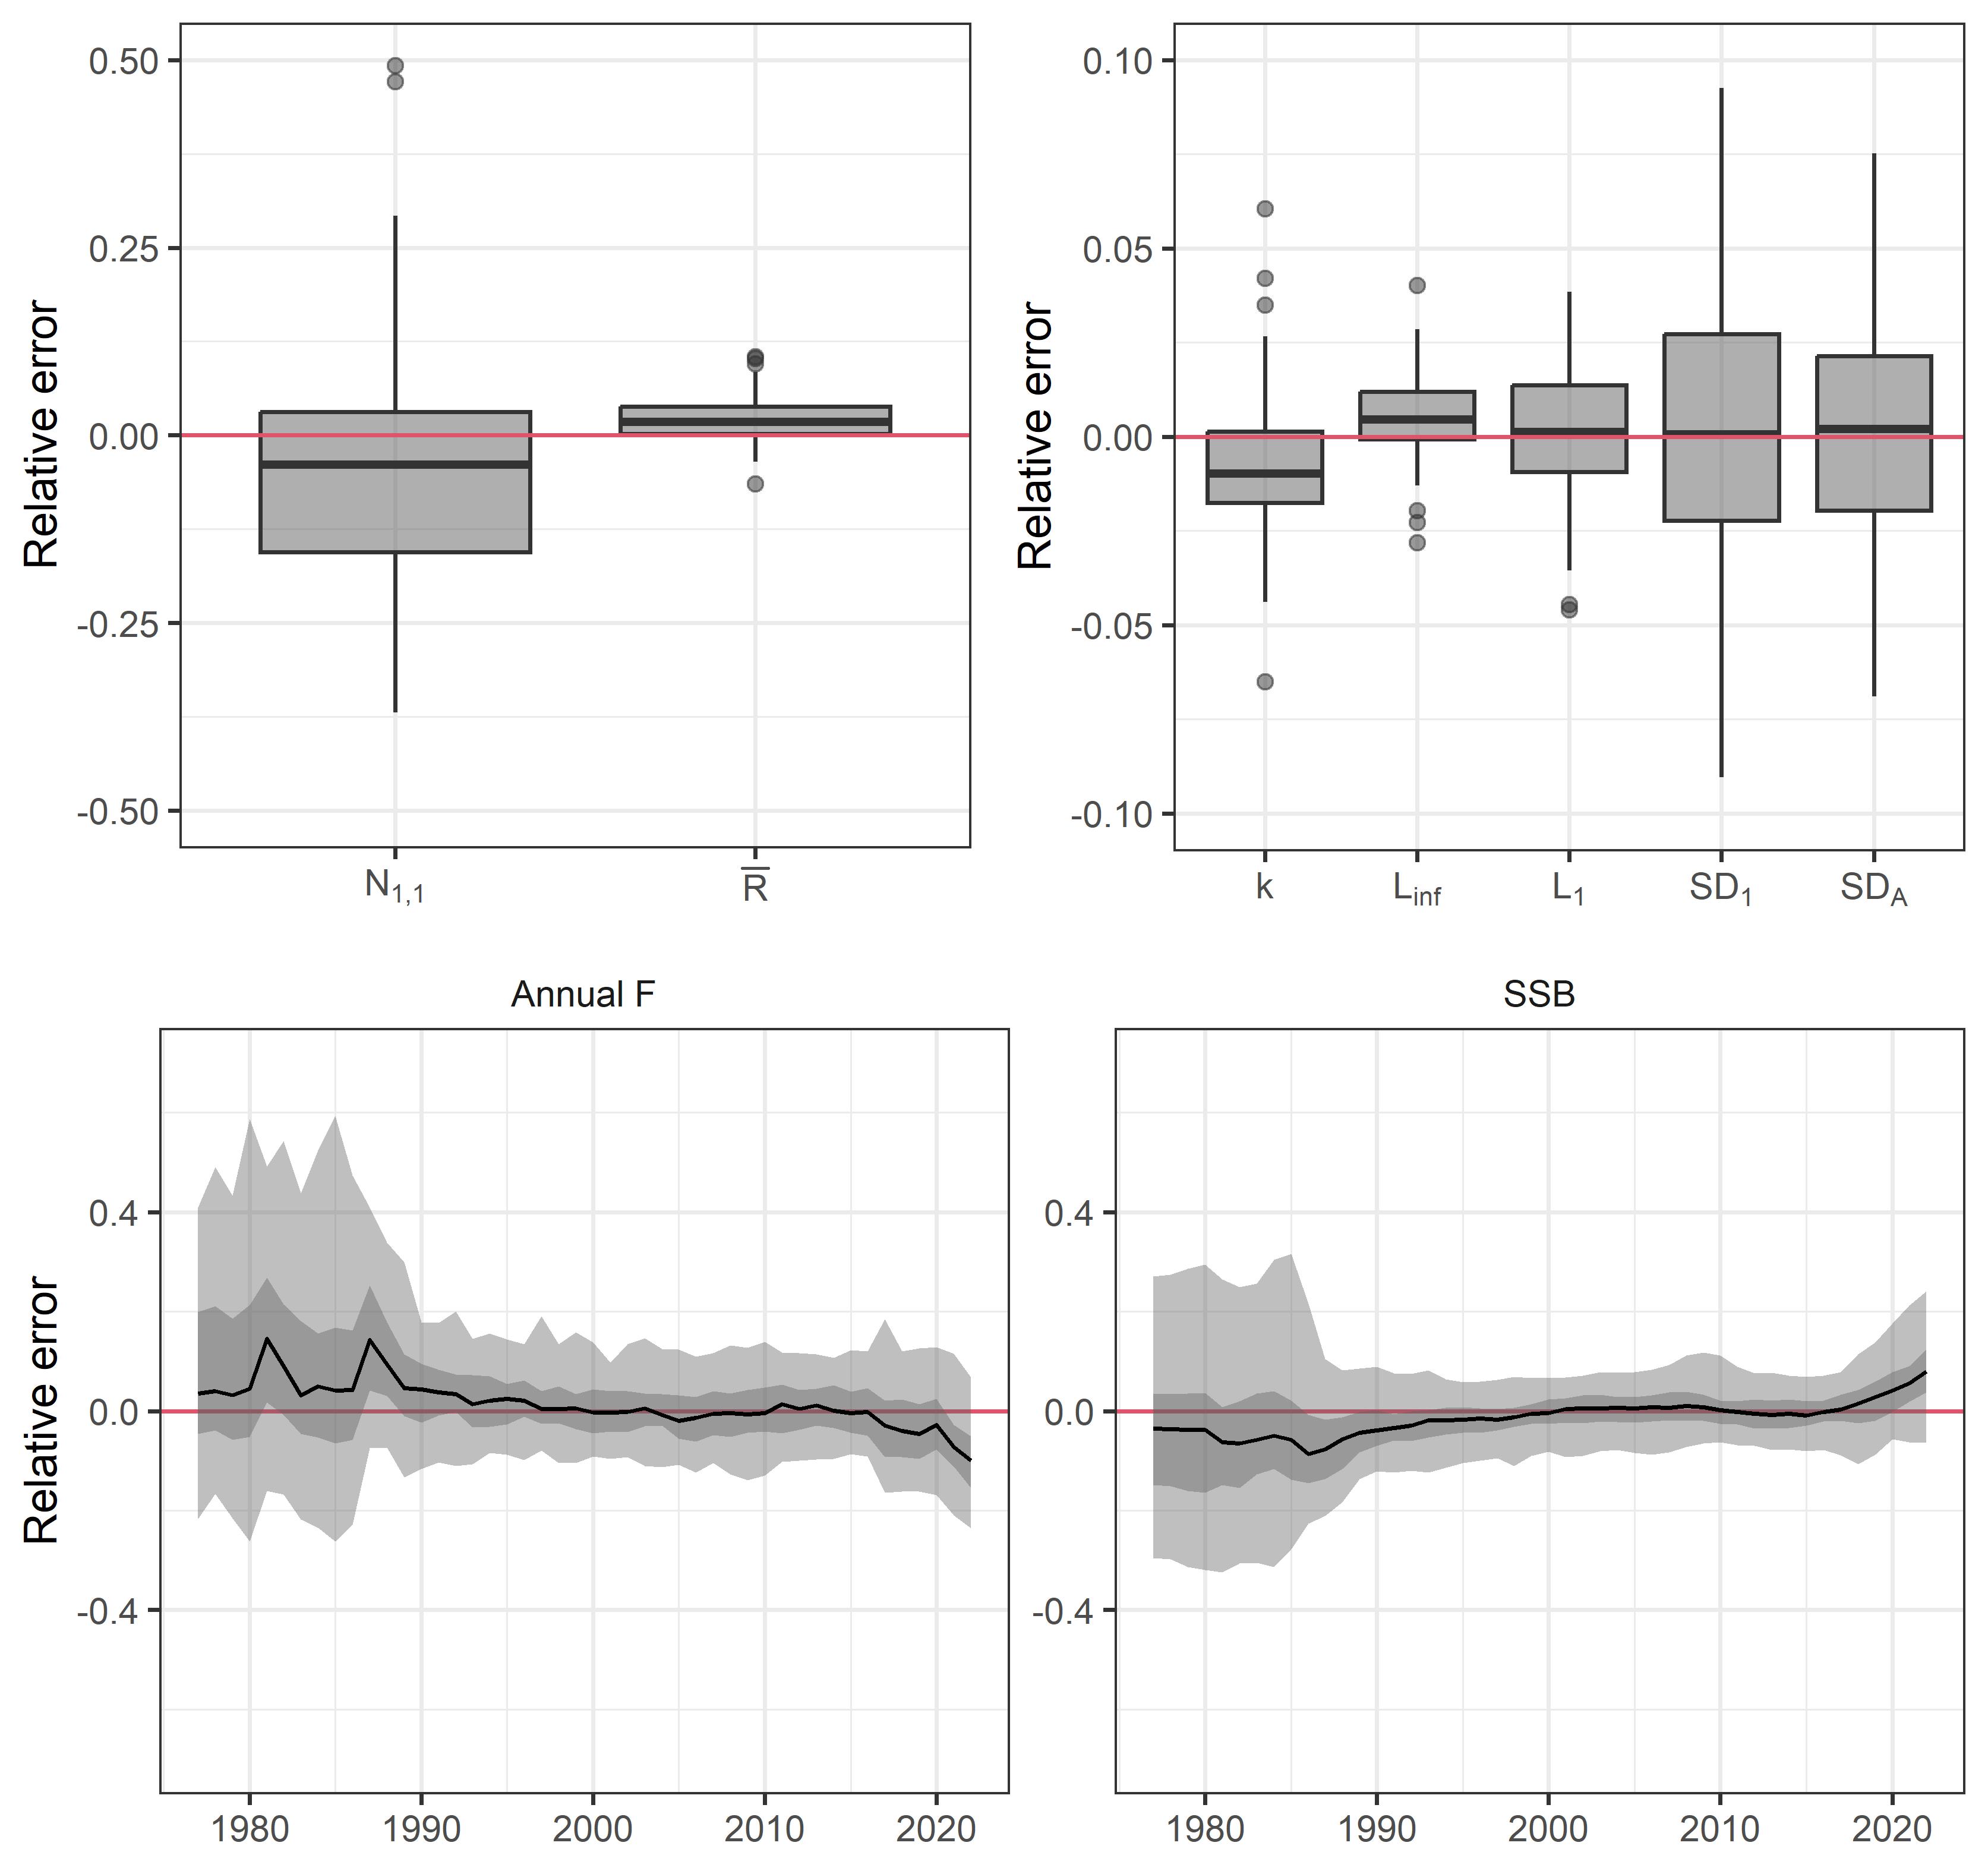 Relative error
0.50
0.25
0.00
-0.25
-0.50
N1,1
R̅
Relative error
0.10
0.05
0.00
-0.05
-0.10
k
Linf
L1
SD1
SDA
Annual F
Relative error
0.4
0.0
-0.4
1980 1990 2000 2010 2020
SSB
0.4
0.0
-0.4
1980 1990 2000 2010 2020